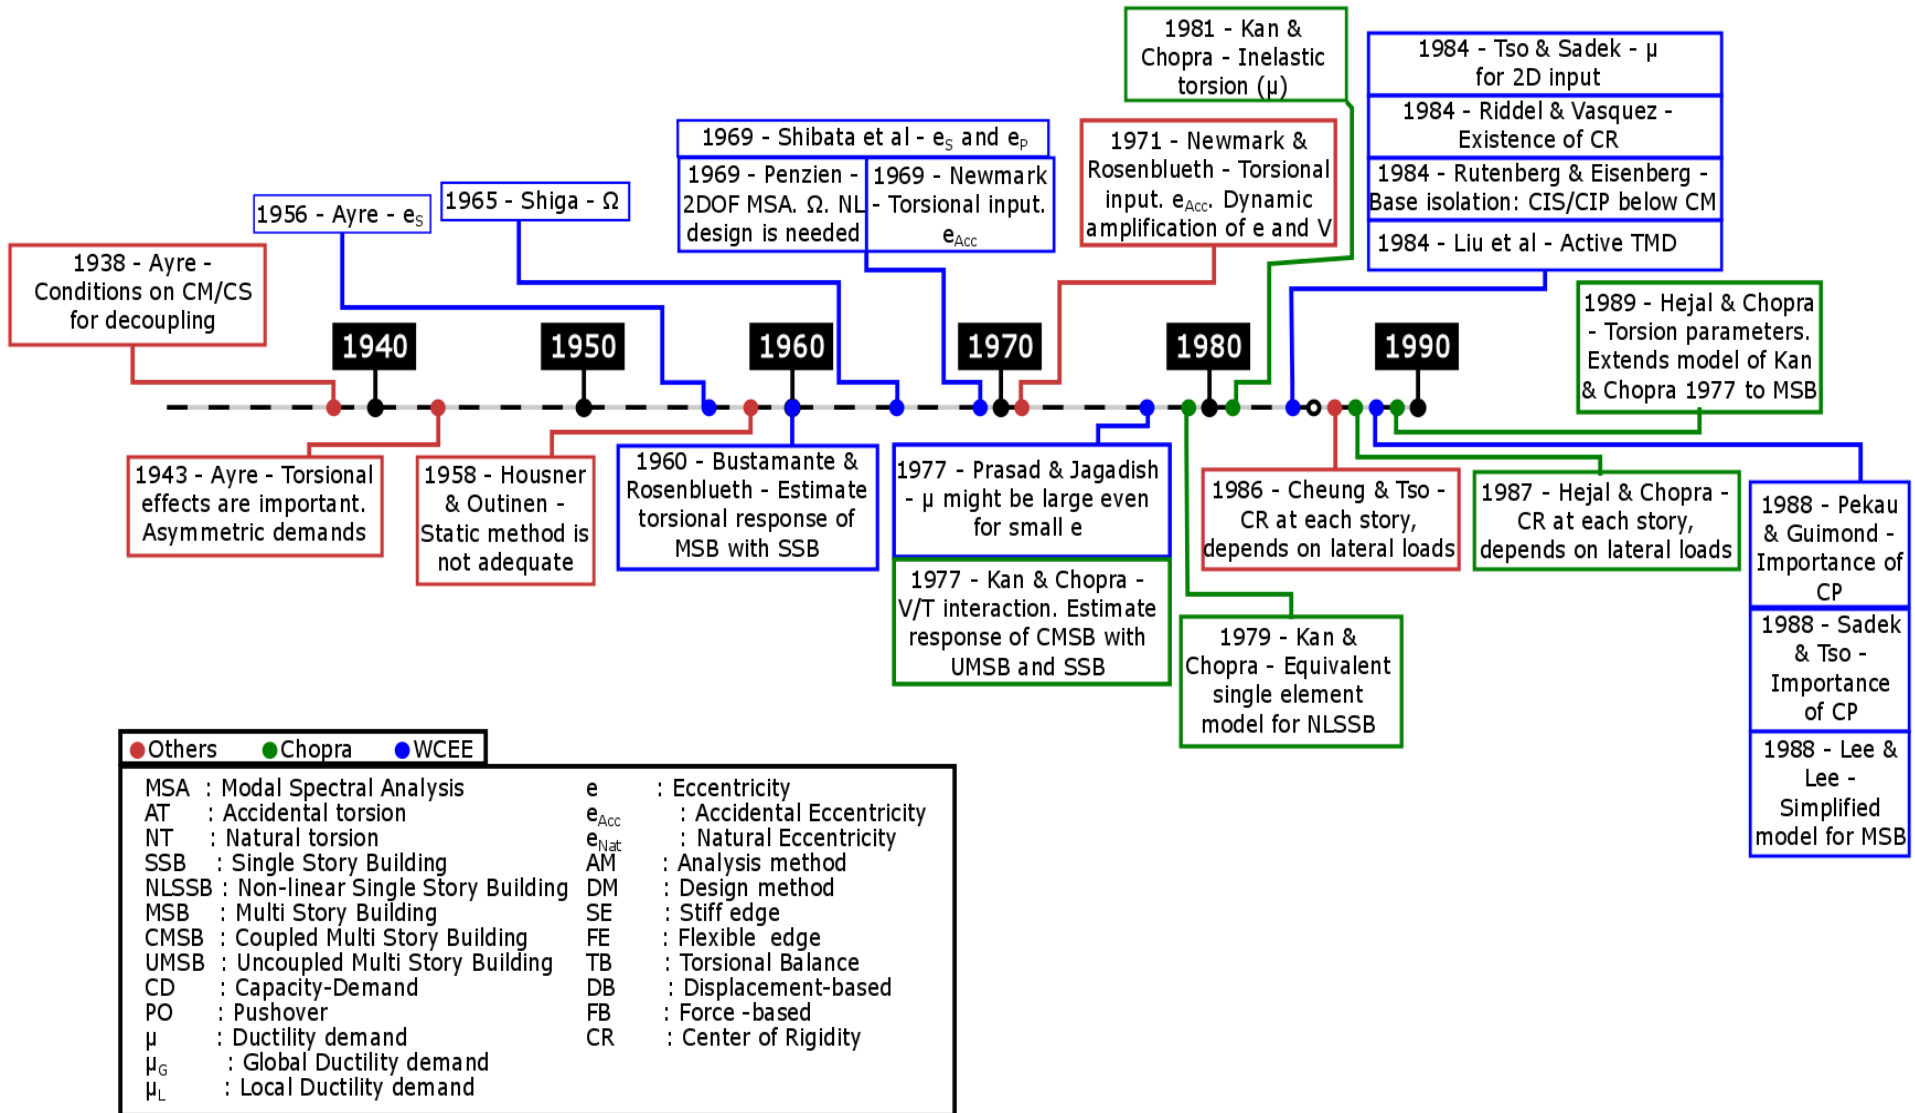 1981 - Kan &
Chopra - Inelastic
torsion (µ)
1984 - Tso & Sadek - µ
for 2D input
1984 - Riddel & Vasquez -
Existence of CR
1984 - Rutenberg & Eisenberg -
Base isolation: CIS/CIP below CM
1984 - Liu et al - Active TMD
1969 - Shibata et al - eS and eP
1969 - Penzien -
2DOF MSA. Ω. NL
design is needed
1969 - Newmark
- Torsional input.
eAcc
1971 - Newmark &
Rosenblueth - Torsional
input. eAcc. Dynamic
amplification of e and V
1956 - Ayre - eS
1965 - Shiga - Ω
1938 - Ayre -
Conditions on CM/CS
for decoupling
1989 - Hejal & Chopra
- Torsion parameters.
Extends model of Kan
& Chopra 1977 to MSB
1940
1950
1960
1970
1980
1990
1943 - Ayre - Torsional
effects are important.
Asymmetric demands
1958 - Housner
& Outinen -
Static method is
not adequate
1960 - Bustamante &
Rosenblueth - Estimate
torsional response of
MSB with SSB
1977 - Prasad & Jagadish
- µ might be large even
for small e
1977 - Kan & Chopra -
V/T interaction. Estimate
response of CMSB with
UMSB and SSB
1979 - Kan &
Chopra - Equivalent
single element
model for NLSSB
1986 - Cheung & Tso -
CR at each story,
depends on lateral loads
1987 - Hejal & Chopra -
CR at each story,
depends on lateral loads
1988 - Pekau
& Guimond -
Importance of
CP
1988 - Sadek
& Tso -
Importance
of CP
1988 - Lee &
Lee -
Simplified
model for MSB
Others Chopra WCEE
MSA : Modal Spectral Analysis
AT : Accidental torsion
NT : Natural torsion
SSB : Single Story Building
NLSSB : Non-linear Single Story Building
MSB : Multi Story Building
CMSB : Coupled Multi Story Building
UMSB : Uncoupled Multi Story Building
CD : Capacity-Demand
PO : Pushover
µ : Ductility demand
µG : Global Ductility demand
µL : Local Ductility demand
e : Eccentricity
eAcc : Accidental Eccentricity
eNat : Natural Eccentricity
AM : Analysis method
DM : Design method
SE : Stiff edge
FE : Flexible edge
TB : Torsional Balance
DB : Displacement-based
FB : Force -based
CR : Center of Rigidity